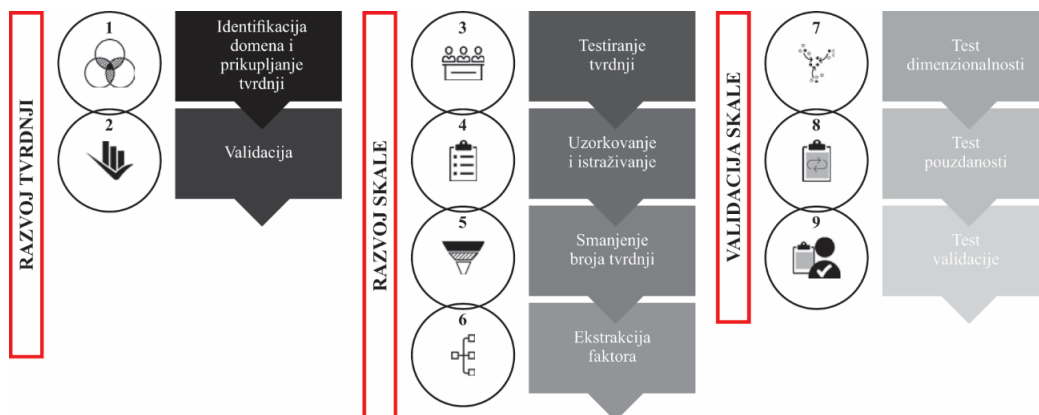 RAZVOJ TVRDNJI
1
Identifikacija
domena i
prikupljanje
tvrdnji
2
Validacija
RAZVOJ SKALE
3
Testiranje
tvrdnji
4
Uzorkovanje
i istraživanje
5
Smanjenje
broja tvrdnji
6
Ekstrakcija
faktora
VALIDACIJA SKALE
7
Test
dimenzionalnosti
8
Test
pouzdanosti
9
Test
validacije